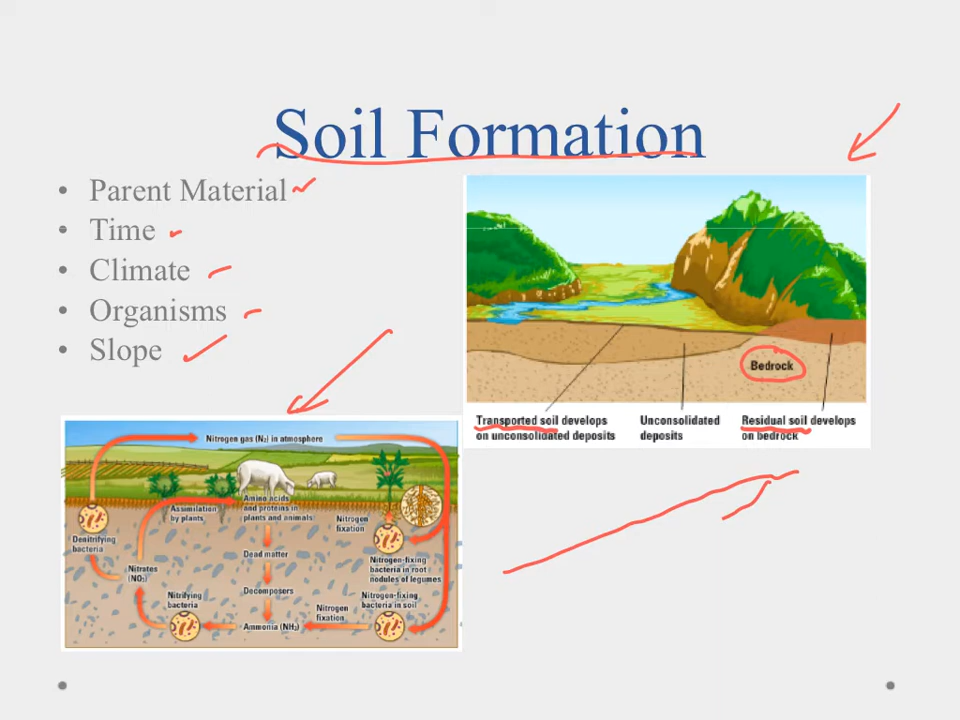 Soil Formation
• Parent Material
• Time
• Climate
• Organisms
• Slope
Bedrock
Transported soil develops
on unconsolidated deposits
Unconsolidated
deposits
Residual soil develops
on bedrock
Nitrogen gas (N₂) in atmosphere
Amino acids
and proteins in
plants and animals
Assimilation
by plants
Nitrogen
fixation
Denitrifying
bacteria
Dead matter
Nitrogen-fixing
bacteria in root
nodules of legumes
Nitrates
(NO₃)
Decomposers
Nitrifying
bacteria
Nitrogen-fixing
bacteria in soil
Nitrogen
fixation
Ammonia (NH₃)